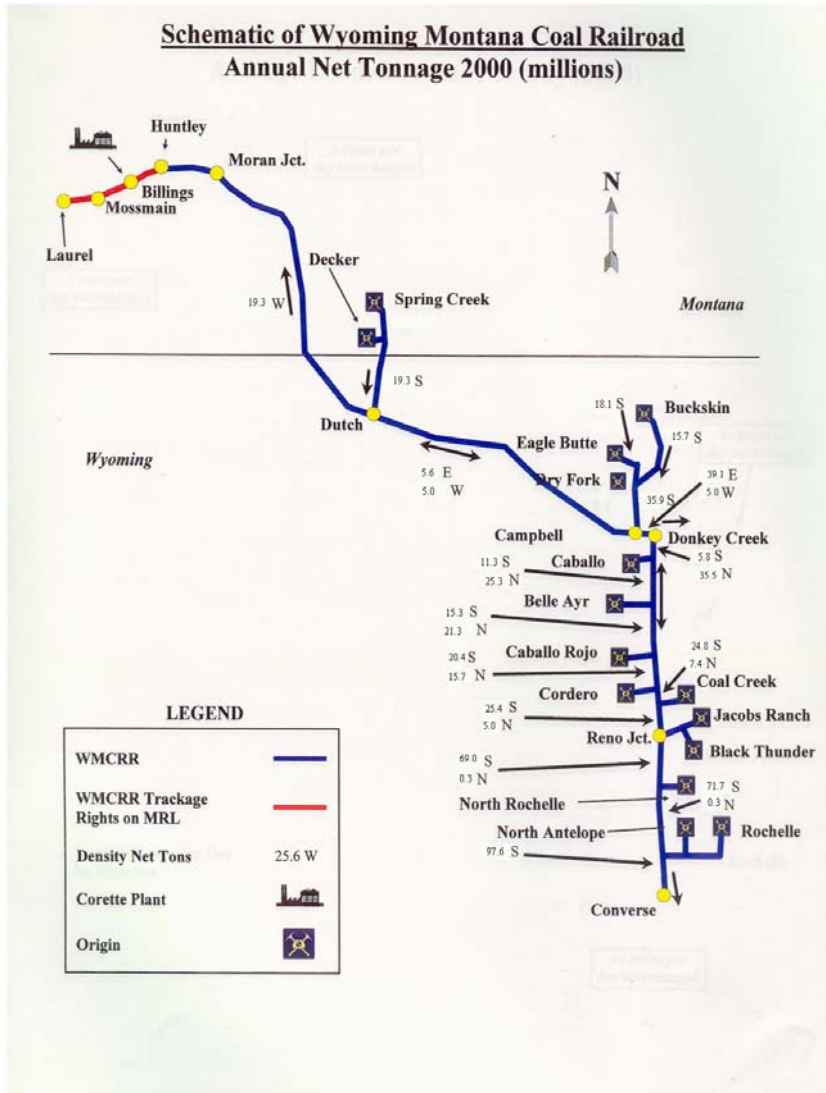 Schematic of Wyoming Montana Coal Railroad
Annual Net Tonnage 2000 (millions)
Huntley
Moran Jct.
Billings
Mossmain
Laurel
N
Decker
Spring Creek
Montana
19.3 W
19.3 S
Dutch
Wyoming
18.1 S
Buckskin
15.7 S
Eagle Butte
Dry Fork
5.6 E
5.0 W
39.1 E
5.0 W
35.9 S
Campbell
Donkey Creek
11.3 S
25.3 N
Caballo
5.8 S
35.5 N
Belle Ayr
15.3 S
21.3 N
20.4 S
15.7 N
Caballo Rojo
24.8 S
7.4 N
Cordero
Coal Creek
25.4 S
5.0 N
Jacobs Ranch
Reno Jct.
Black Thunder
69.0 S
0.3 N
North Rochelle
71.7 S
0.3 N
North Antelope
Rochelle
97.6 S
Converse
LEGEND
WMCRR
WMCRR Trackage
Rights on MRL
Density Net Tons 25.6 W
Corette Plant
Origin